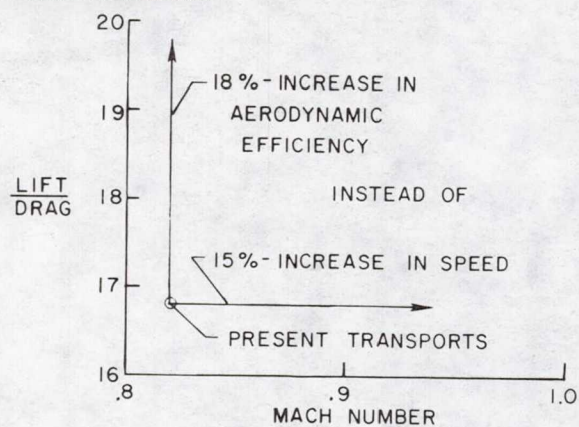 20
19
18
17
16
LIFT
DRAG
18%-INCREASE IN
AERODYNAMIC
EFFICIENCY
INSTEAD OF
15%-INCREASE IN SPEED
PRESENT TRANSPORTS
.8
.9
1.0
MACH NUMBER